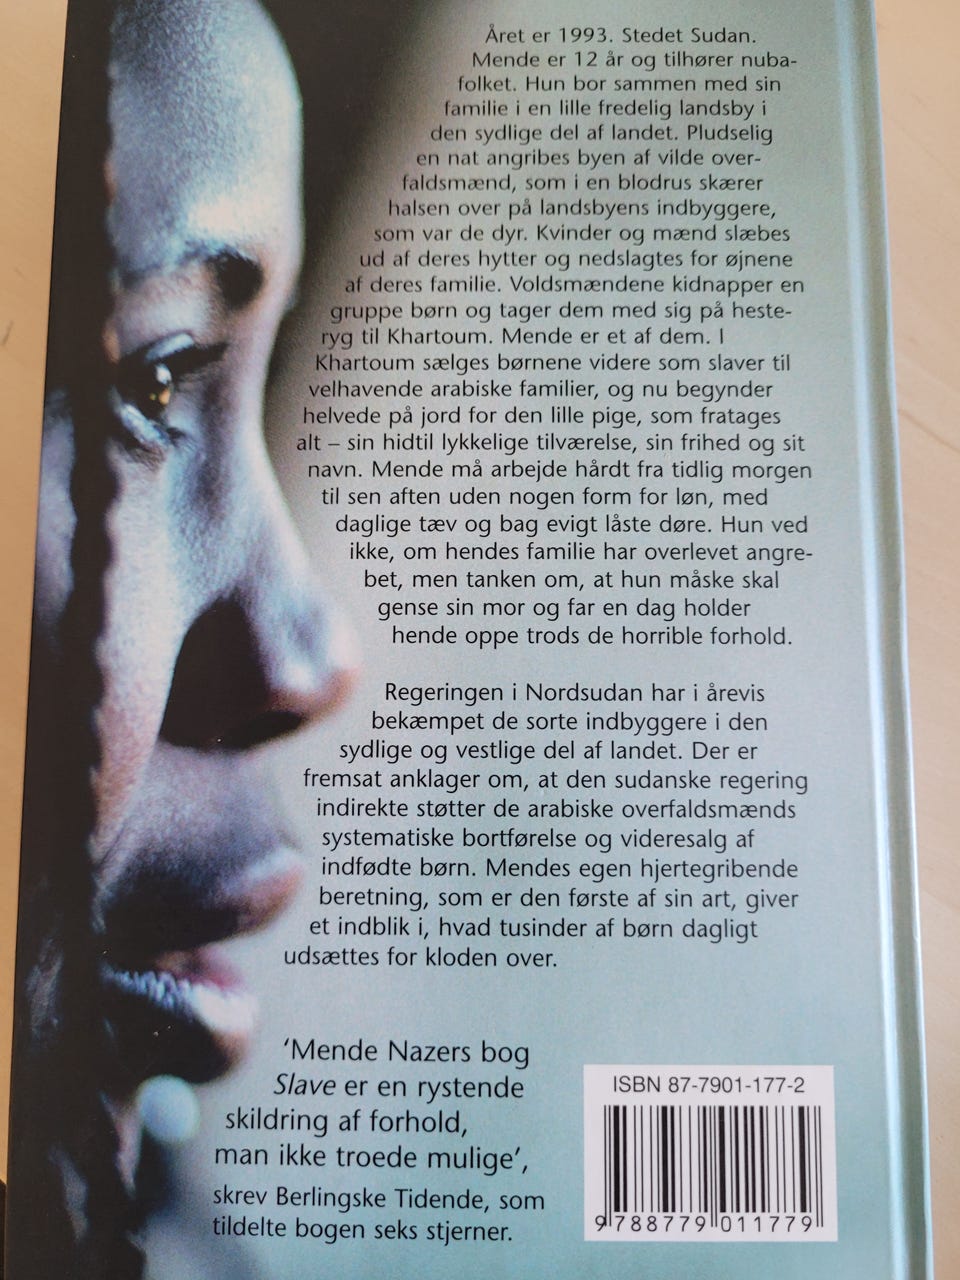 Året er 1993. Stedet Sudan.
Mende er 12 år og tilhører nuba-
folket. Hun bor sammen med sin
familie i en lille fredelig landsby i
den sydlige del af landet. Pludselig
en nat angribes byen af vilde over-
faldsmænd, som i en blodrus skærer
halsen over på landsbyens indbyggere,
som var de dyr. Kvinder og mænd slæbes
ud af deres hytter og nedslagtes for øjnene
af deres familie. Voldsmændene kidnapper en
gruppe børn og tager dem med sig på heste-
ryg til Khartoum. Mende er et af dem. I
Khartoum sælges børnene videre som slaver til
velhavende arabiske familier, og nu begynder
helvede på jord for den lille pige, som fratages
alt – sin hidtil lykkelige tilværelse, sin frihed og sit
navn. Mende må arbejde hårdt fra tidlig morgen
til sen aften uden nogen form for løn, med
daglige tæv og bag evigt låste døre. Hun ved
ikke, om hendes familie har overlevet angre-
bet, men tanken om, at hun måske skal
gense sin mor og far en dag holder
hende oppe trods de horrible forhold.
Regeringen i Nordsudan har i årevis
bekæmpet de sorte indbyggere i den
sydlige og vestlige del af landet. Der er
fremsat anklager om, at den sudanske regering
indirekte støtter de arabiske overfaldsmænds
systematiske bortførelse og videresalg af
indfødte børn. Mendes egen hjertegribende
beretning, som er den første af sin art, giver
et indblik i, hvad tusinder af børn dagligt
udsættes for kloden over.
‘Mende Nazers bog
Slave er en rystende
skildring af forhold,
man ikke troede mulige’,
skrev Berlingske Tidende, som
tildelte bogen seks stjerner.
ISBN 87-7901-177-2
9 788779 011779